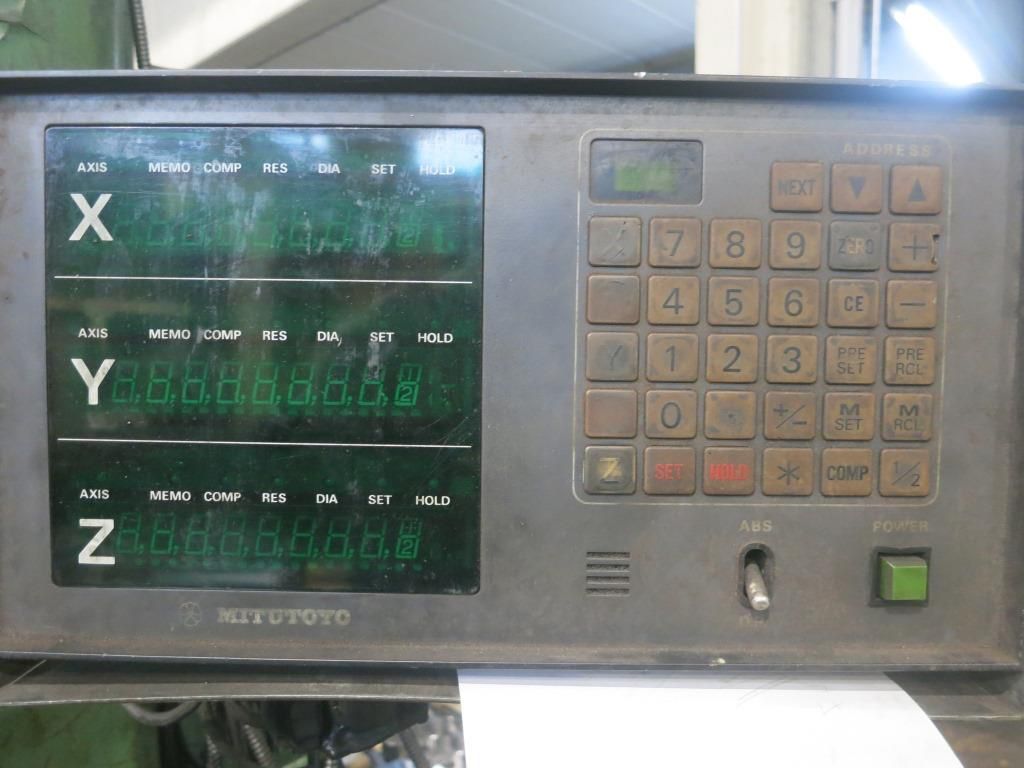 AXIS MEMO COMP RES DIA SET HOLD
X
AXIS MEMO COMP RES DIA SET HOLD
Y
AXIS MEMO COMP RES DIA SET HOLD
Z
MITUTOYO
ADDRESS
NEXT ▼ ▲
X 7 8 9 ZERO +
4 5 6 CE −
Y 1 2 3 PRE SET PRE RCL
0 . +/− M SET M RCL
Z SET HOLD * COMP 1/2
ABS POWER